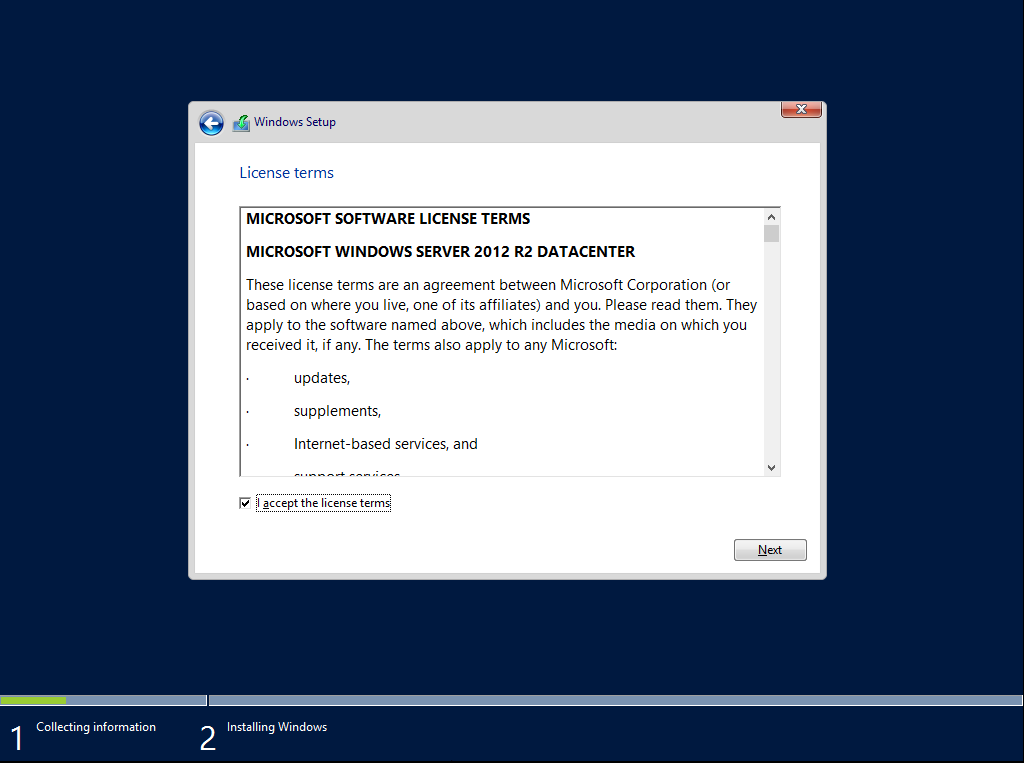 Windows Setup
License terms
MICROSOFT SOFTWARE LICENSE TERMS
MICROSOFT WINDOWS SERVER 2012 R2 DATACENTER
These license terms are an agreement between Microsoft Corporation (or
based on where you live, one of its affiliates) and you. Please read them. They
apply to the software named above, which includes the media on which you
received it, if any. The terms also apply to any Microsoft:
· updates,
· supplements,
· Internet-based services, and
support services
I accept the license terms
Next
1 Collecting information
2 Installing Windows